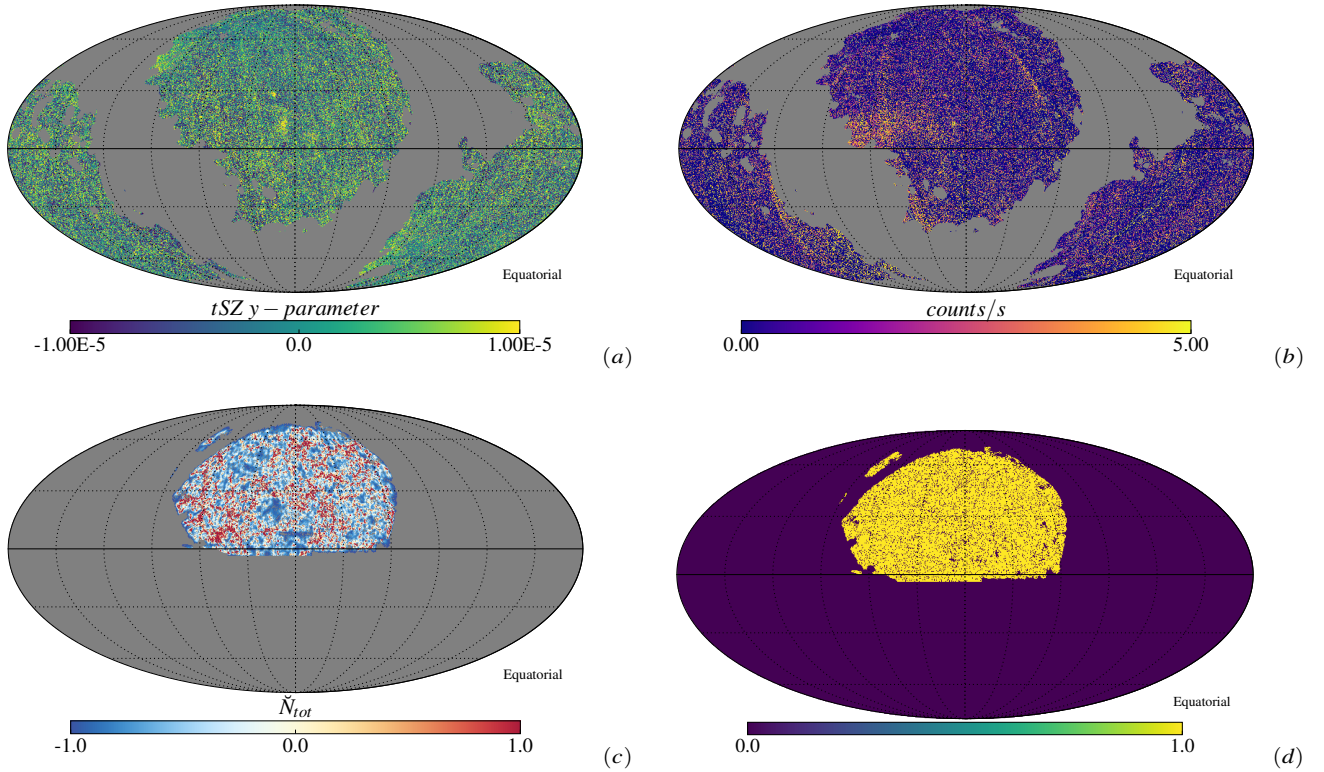 Equatorial
tSZ y − parameter
-1.00E-5 0.0 1.00E-5
(a)
Equatorial
counts/s
0.00 5.00
(b)
Equatorial
N̆tot
-1.0 0.0 1.0
(c)
Equatorial
0.0 1.0
(d)